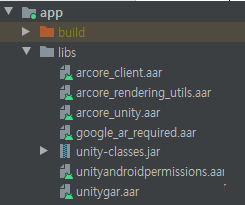 app
build
libs
arcore_client.aar
arcore_rendering_utils.aar
arcore_unity.aar
google_ar_required.aar
unity-classes.jar
unityandroidpermissions.aar
unitygar.aar